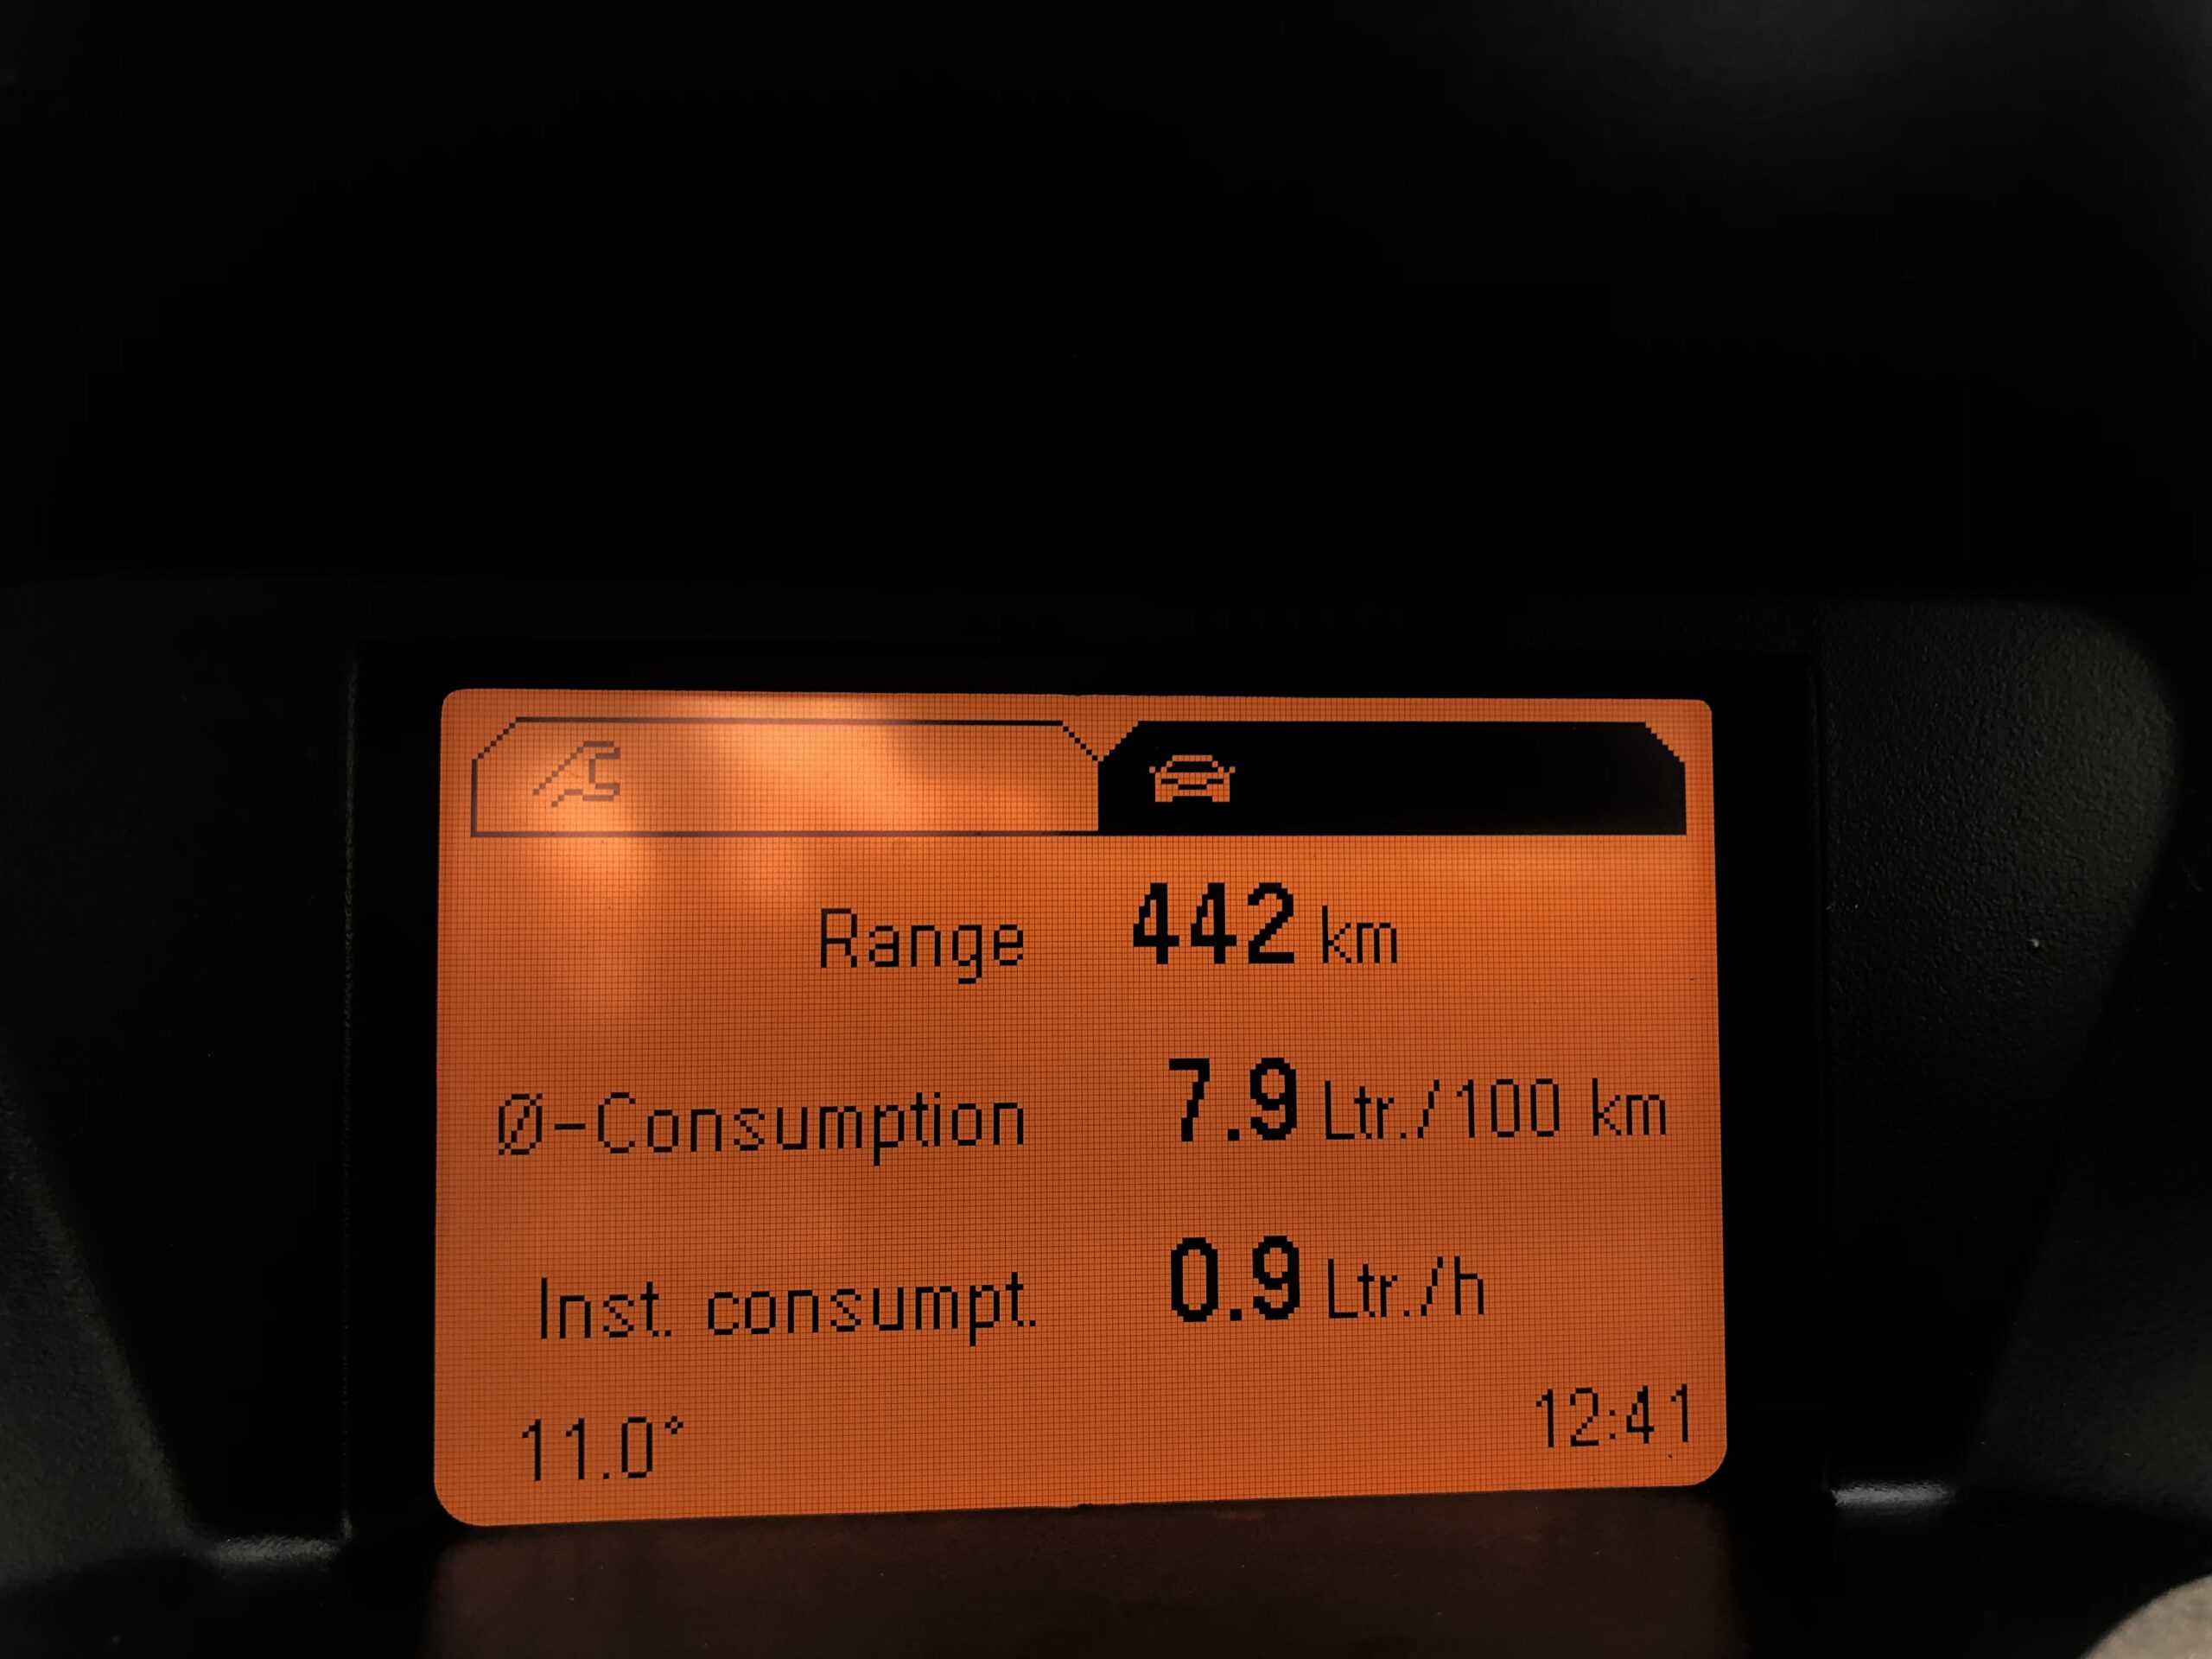 Range 442 km
Ø-Consumption 7.9 Ltr./100 km
Inst. consumpt. 0.9 Ltr./h
11.0° 12:41